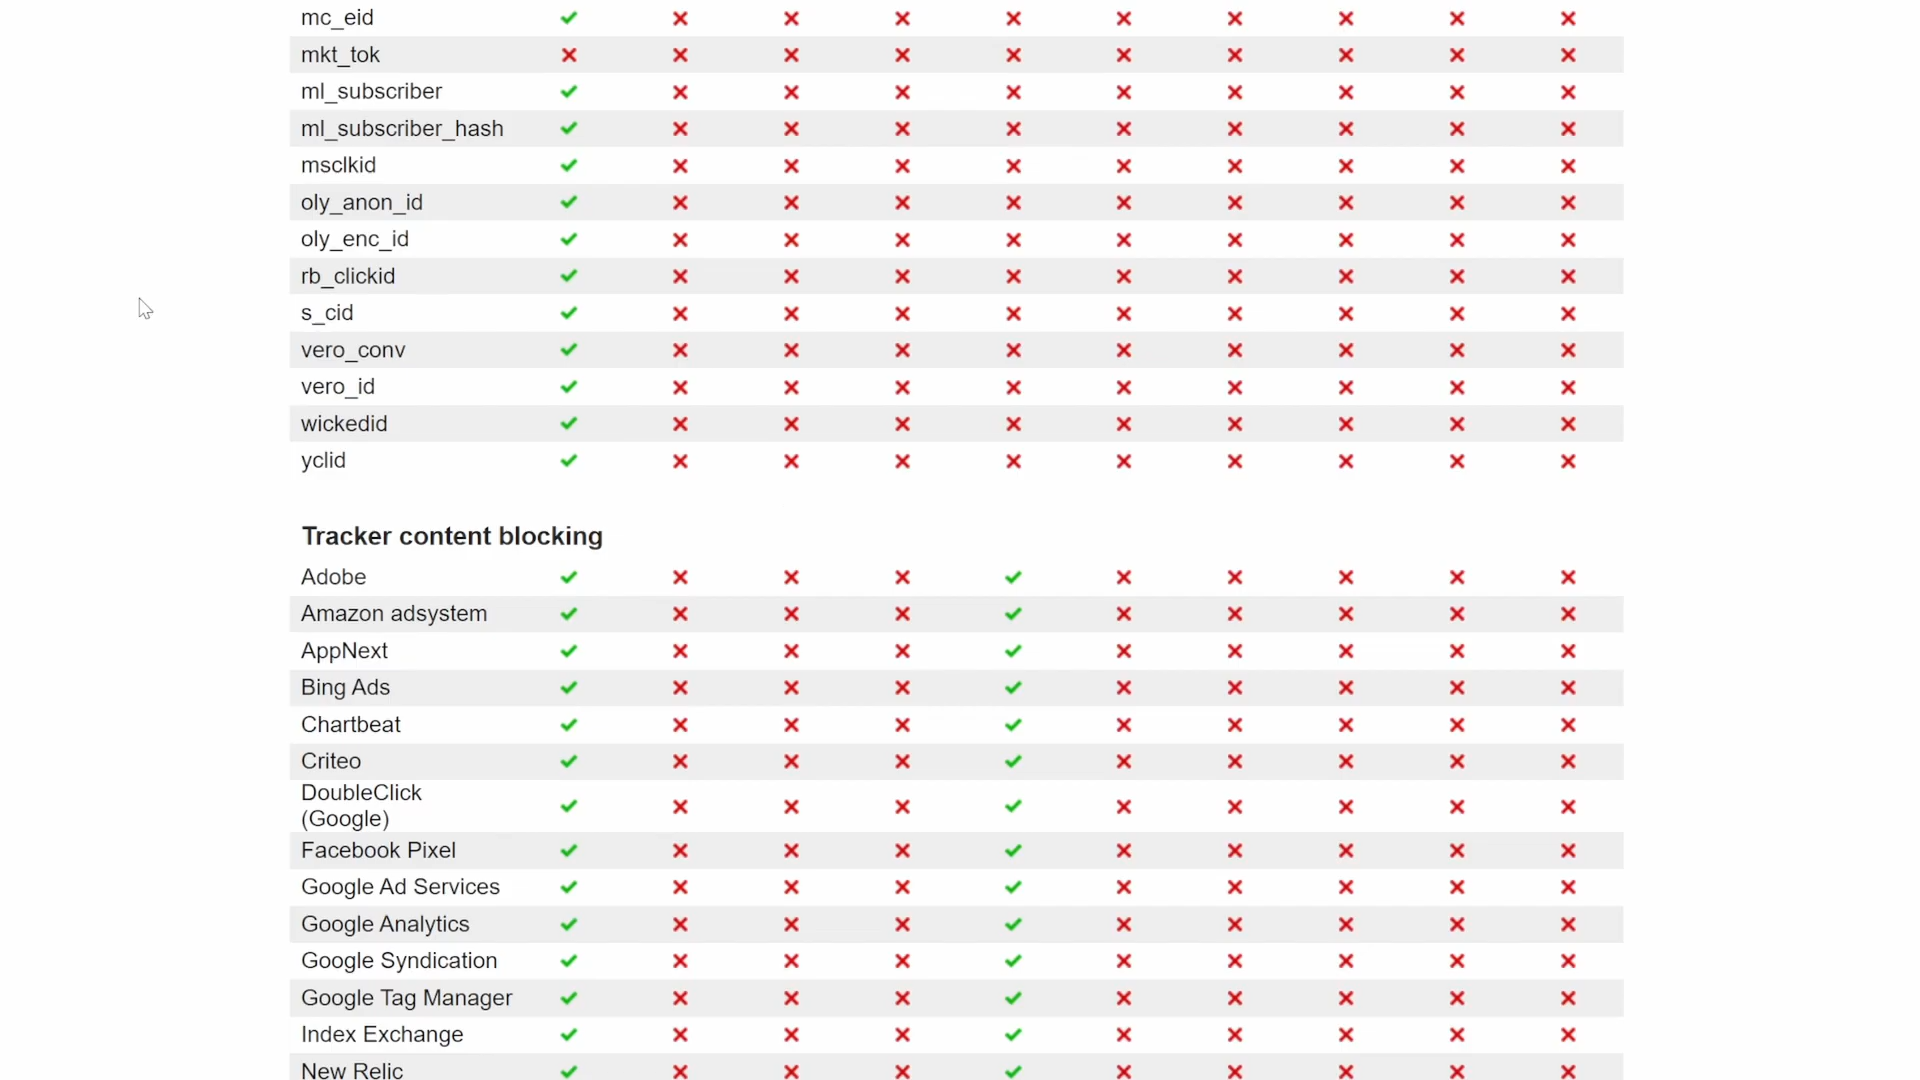 mc_eid
mkt_tok
ml_subscriber
ml_subscriber_hash
msclkid
oly_anon_id
oly_enc_id
rb_clickid
s_cid
vero_conv
vero_id
wickedid
yclid
Tracker content blocking
Adobe
Amazon adsystem
AppNext
Bing Ads
Chartbeat
Criteo
DoubleClick
(Google)
Facebook Pixel
Google Ad Services
Google Analytics
Google Syndication
Google Tag Manager
Index Exchange
New Relic